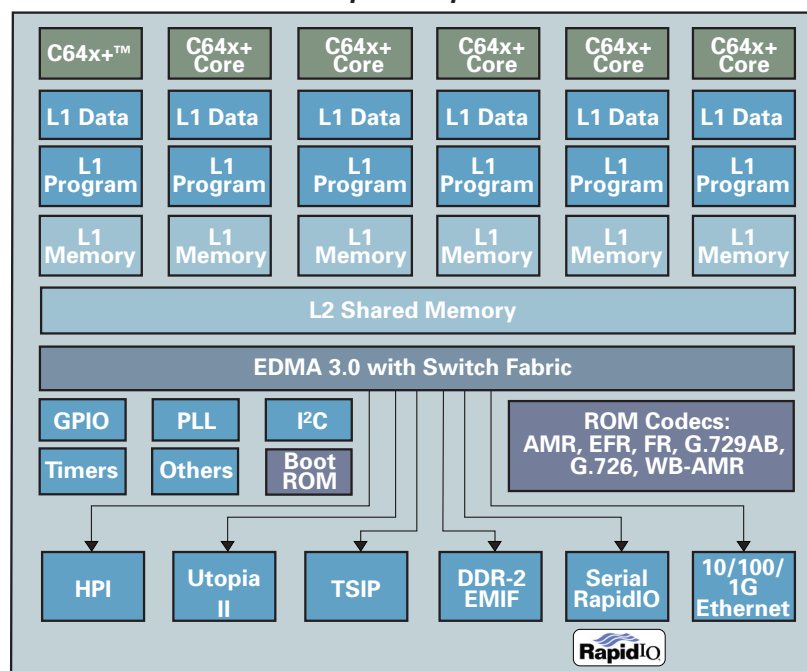 C64x+™
C64x+
Core
C64x+
Core
C64x+
Core
C64x+
Core
C64x+
Core
L1 Data
L1 Data
L1 Data
L1 Data
L1 Data
L1 Data
L1
Program
L1
Program
L1
Program
L1
Program
L1
Program
L1
Program
L1
Memory
L1
Memory
L1
Memory
L1
Memory
L1
Memory
L1
Memory
L2 Shared Memory
EDMA 3.0 with Switch Fabric
GPIO
PLL
I²C
Timers
Others
Boot
ROM
ROM Codecs:
AMR, EFR, FR, G.729AB,
G.726, WB-AMR
HPI
Utopia
II
TSIP
DDR-2
EMIF
Serial
RapidIO
10/100/
1G
Ethernet
RapidIO